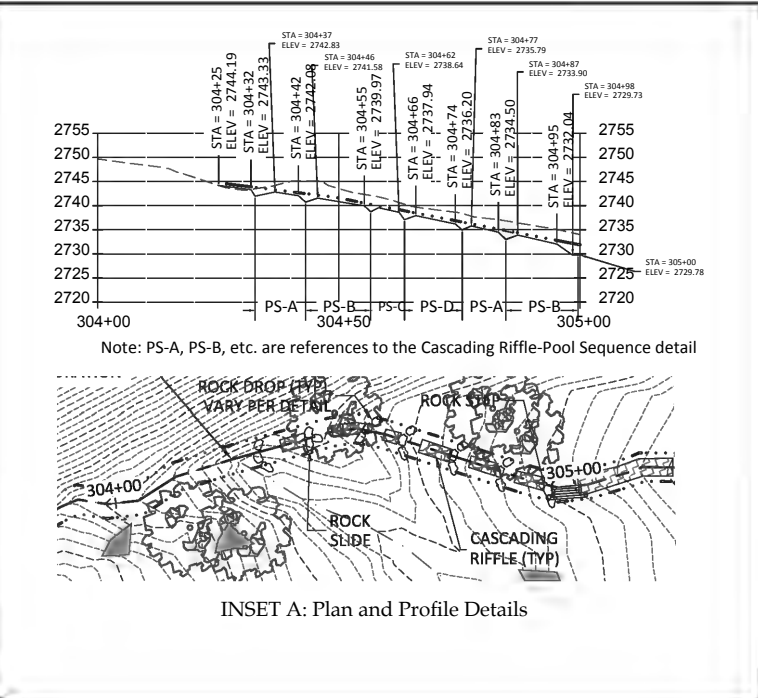 STA = 304+37
ELEV = 2742.83
STA = 304+46
ELEV = 2741.58
STA = 304+62
ELEV = 2738.64
STA = 304+77
ELEV = 2735.79
STA = 304+87
ELEV = 2733.90
STA = 304+98
ELEV = 2729.73
STA = 304+25
ELEV = 2744.19
STA = 304+32
ELEV = 2743.33
STA = 304+42
ELEV = 2742.08
STA = 304+55
ELEV = 2739.97
STA = 304+66
ELEV = 2737.94
STA = 304+74
ELEV = 2736.20
STA = 304+83
ELEV = 2734.50
STA = 304+95
ELEV = 2732.04
2755 2755
2750 2750
2745 2745
2740 2740
2735 2735
2730 2730
STA = 305+00
ELEV = 2729.78
2725 2725
2720 2720
PS-A PS-B PS-C PS-D PS-A PS-B
304+00 304+50 305+00
Note: PS-A, PS-B, etc. are references to the Cascading Riffle-Pool Sequence detail
ROCK DROP (TYP)
VARY PER DETAIL
ROCK STEP
304+00
305+00
ROCK
SLIDE
CASCADING
RIFFLE (TYP)
INSET A: Plan and Profile Details